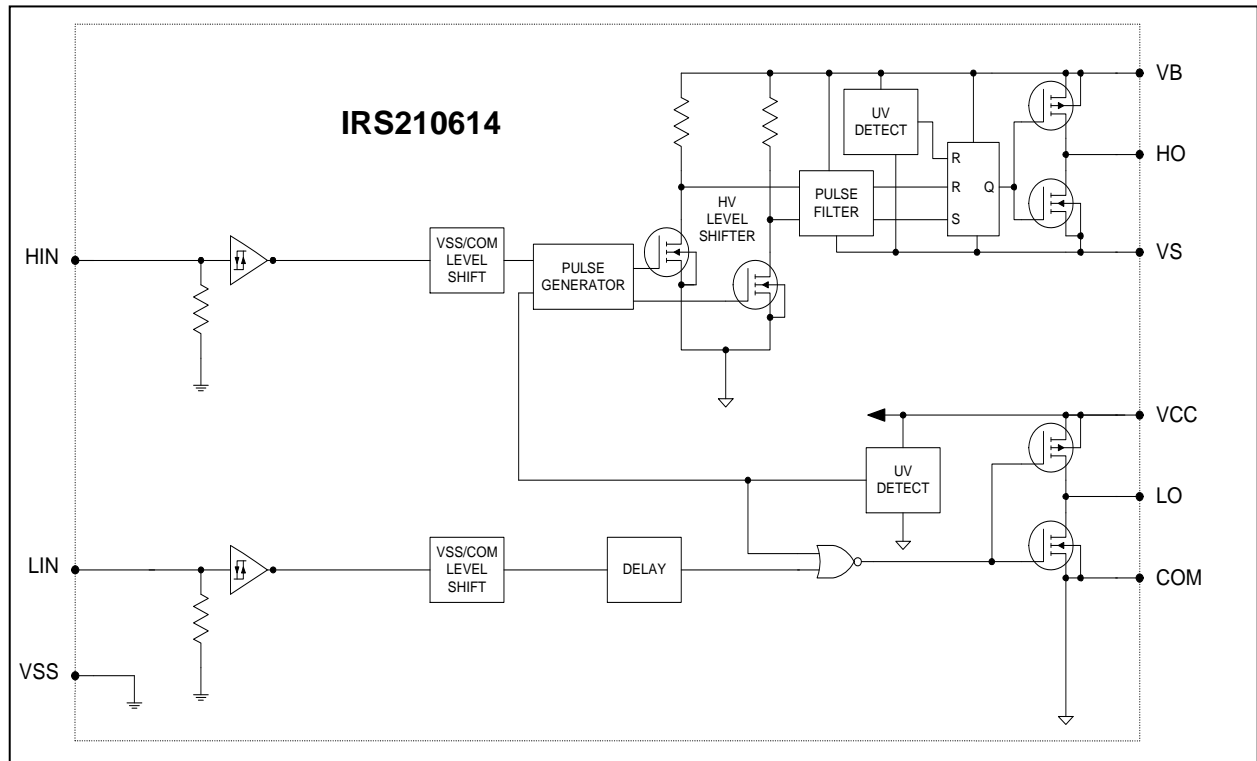 IRS210614
VB
UV
DETECT
HO
R
R
Q
S
PULSE
FILTER
HV
LEVEL
SHIFTER
VS
HIN
VSS/COM
LEVEL
SHIFT
PULSE
GENERATOR
VCC
UV
DETECT
LO
LIN
VSS/COM
LEVEL
SHIFT
DELAY
COM
VSS